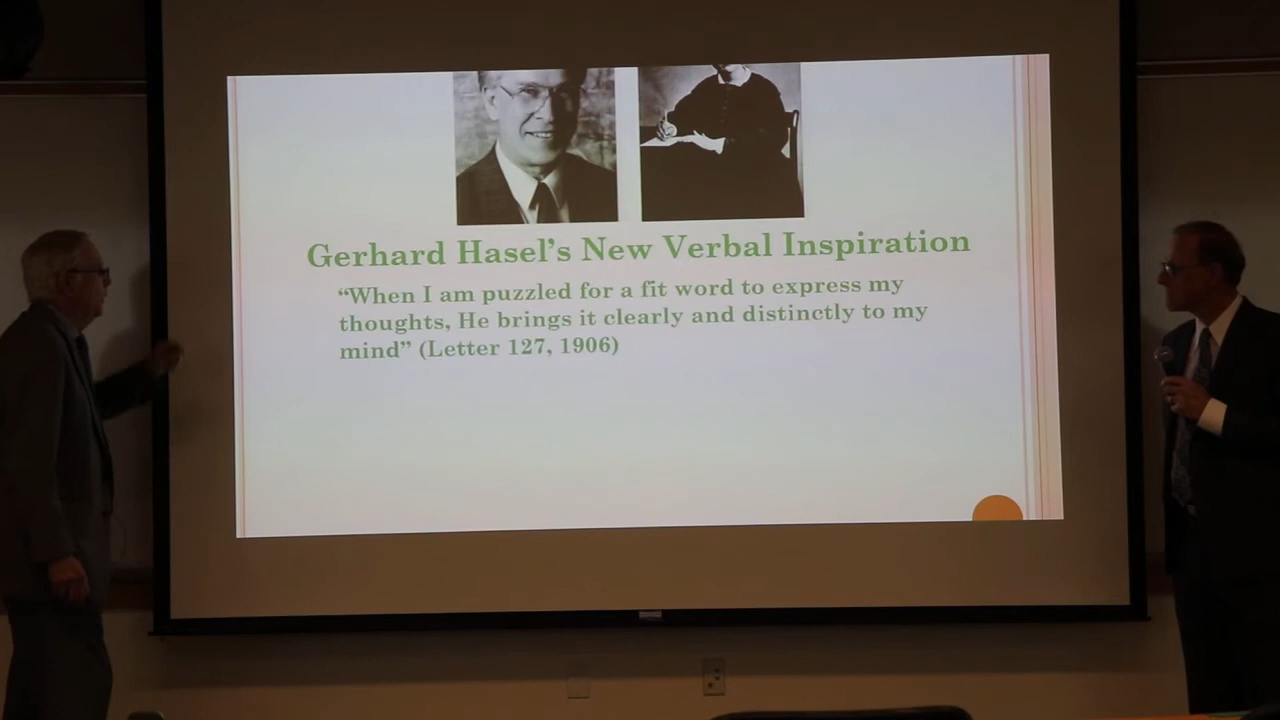 Gerhard Hasel’s New Verbal Inspiration
“When I am puzzled for a fit word to express my
thoughts, He brings it clearly and distinctly to my
mind” (Letter 127, 1906)